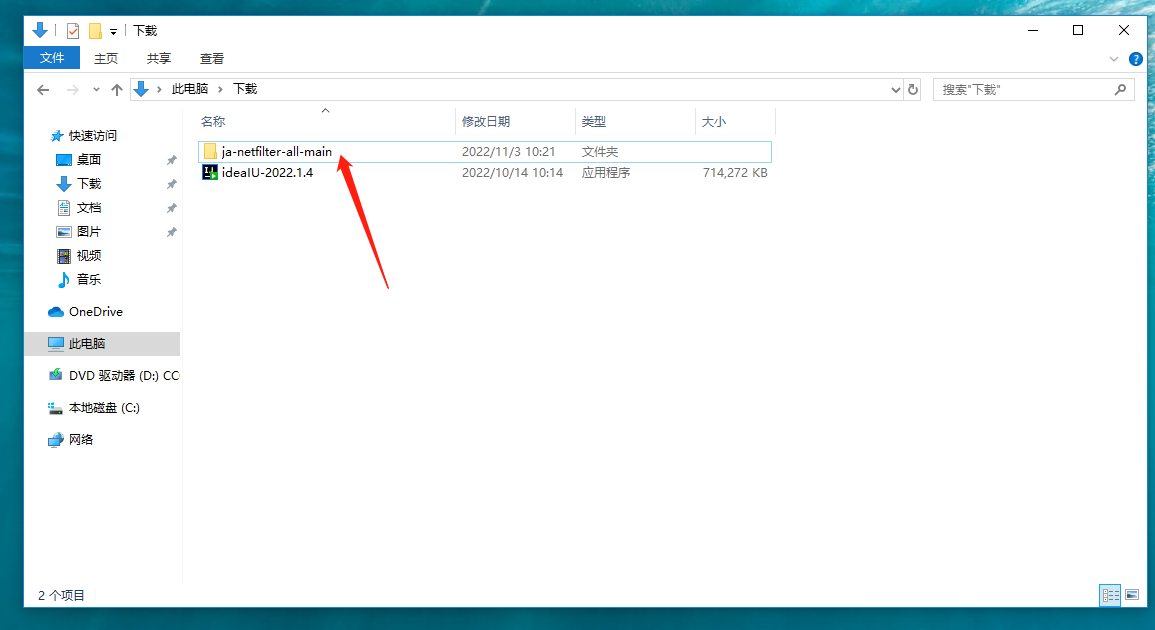 下载
文件 主页 共享 查看
此电脑 下载
搜索"下载"
名称 修改日期 类型 大小
ja-netfilter-all-main 2022/11/3 10:21 文件夹
ideaIU-2022.1.4 2022/10/14 10:14 应用程序 714,272 KB
快速访问
桌面
下载
文档
图片
视频
音乐
OneDrive
此电脑
DVD 驱动器 (D:) CC
本地磁盘 (C:)
网络
2 个项目